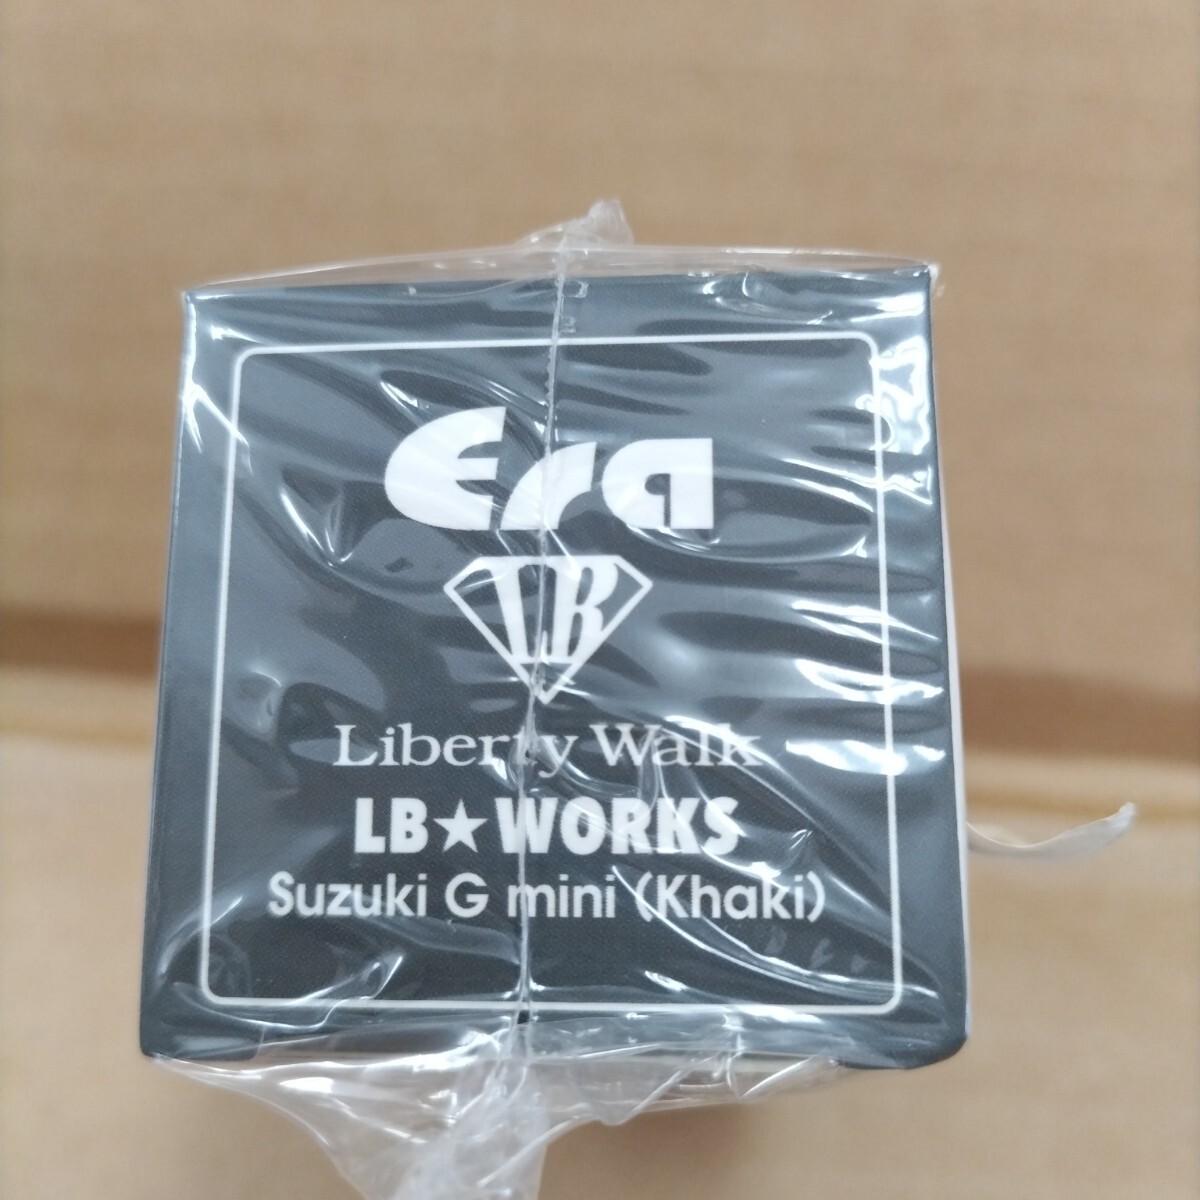 Era
LB
Liberty Walk
LB★WORKS
Suzuki G mini (Khaki)